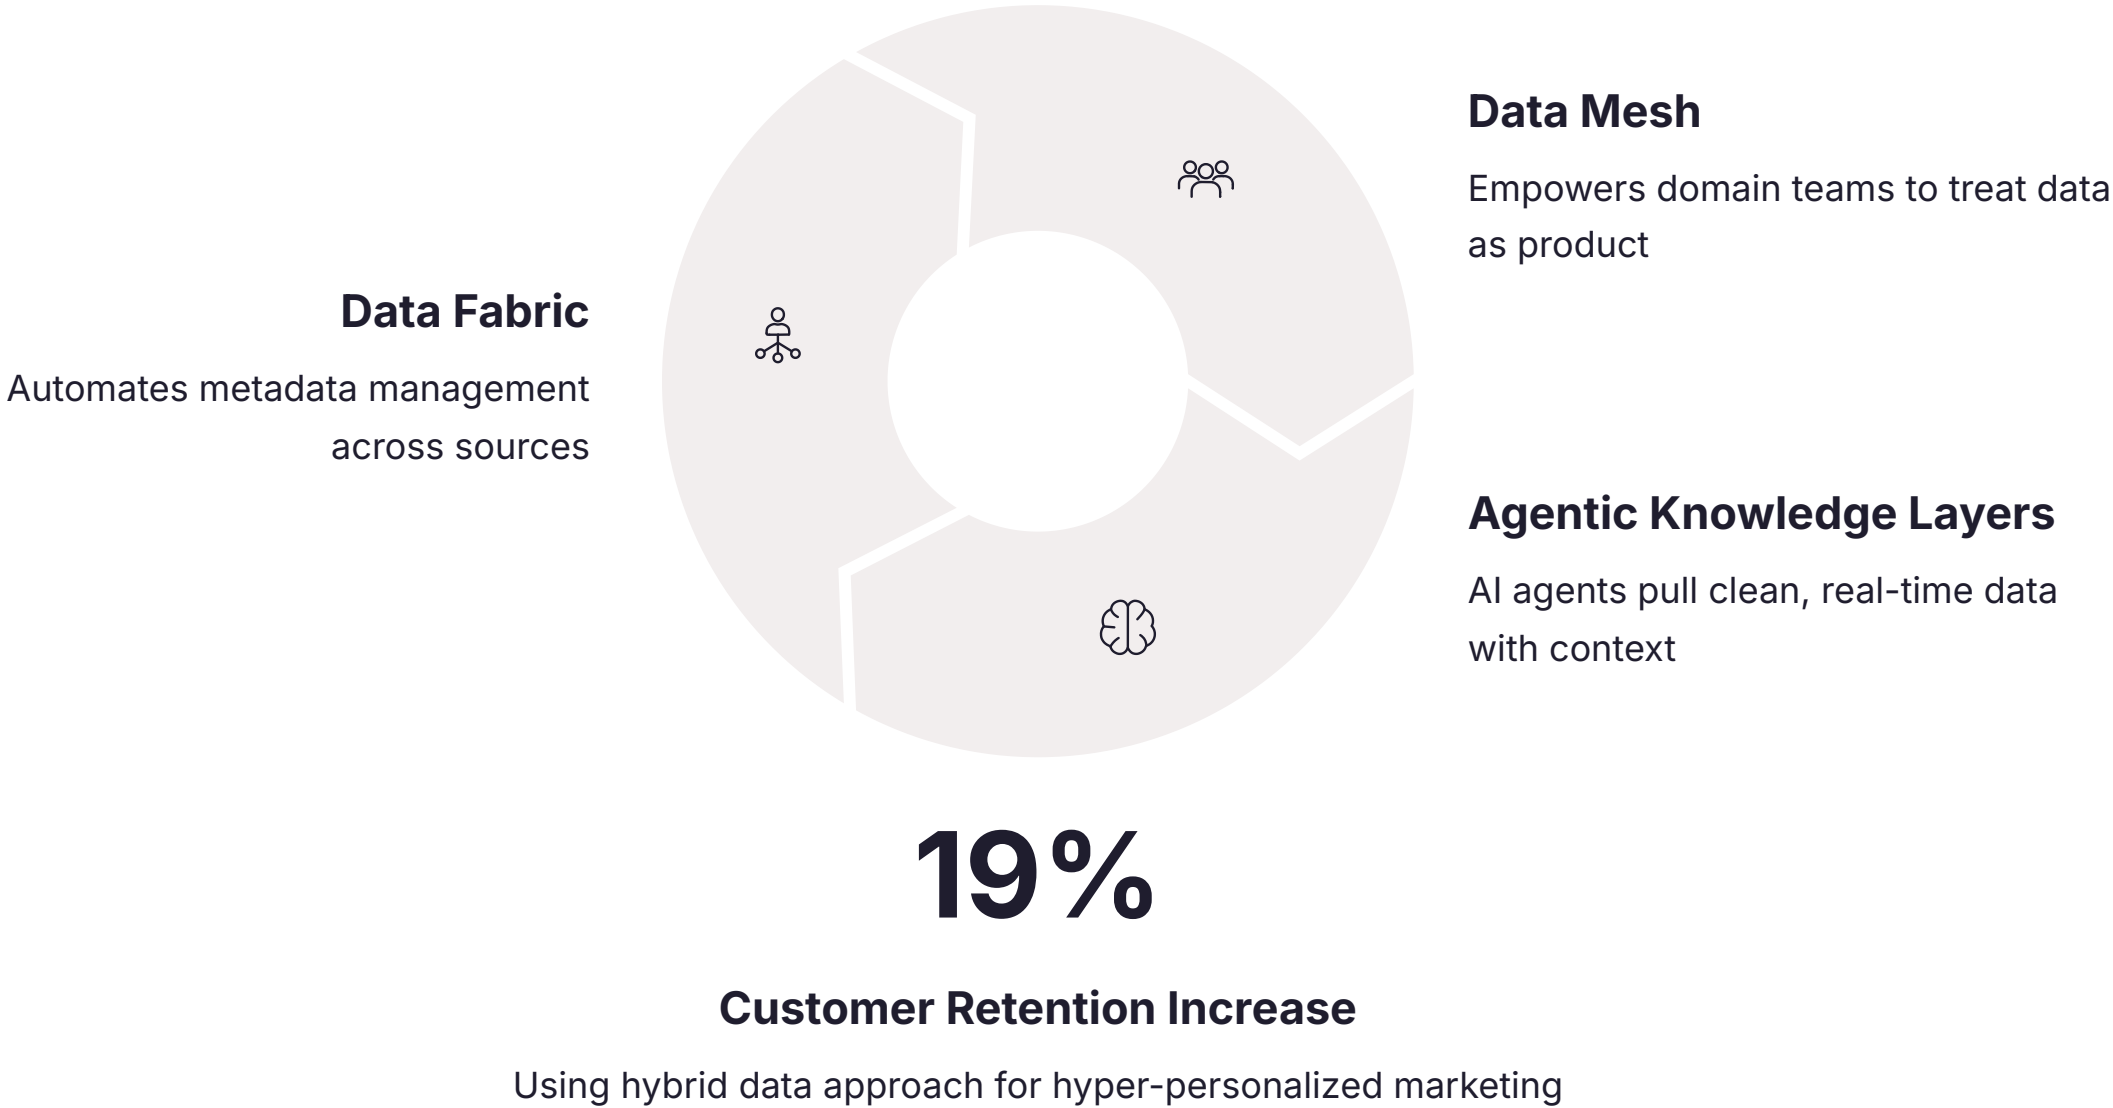 Data Mesh
Empowers domain teams to treat data
as product
Data Fabric
Automates metadata management
across sources
Agentic Knowledge Layers
AI agents pull clean, real-time data
with context
19%
Customer Retention Increase
Using hybrid data approach for hyper-personalized marketing